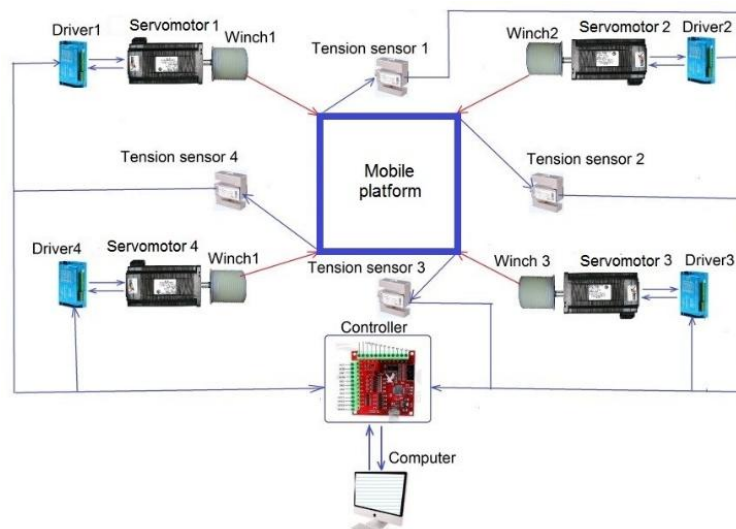 Driver1
Servomotor 1
Winch1
Tension sensor 1
Winch2
Servomotor 2
Driver2
Tension sensor 4
Mobile
platform
Tension sensor 2
Driver4
Servomotor 4
Winch1
Tension sensor 3
Winch 3
Servomotor 3
Driver3
Controller
Computer